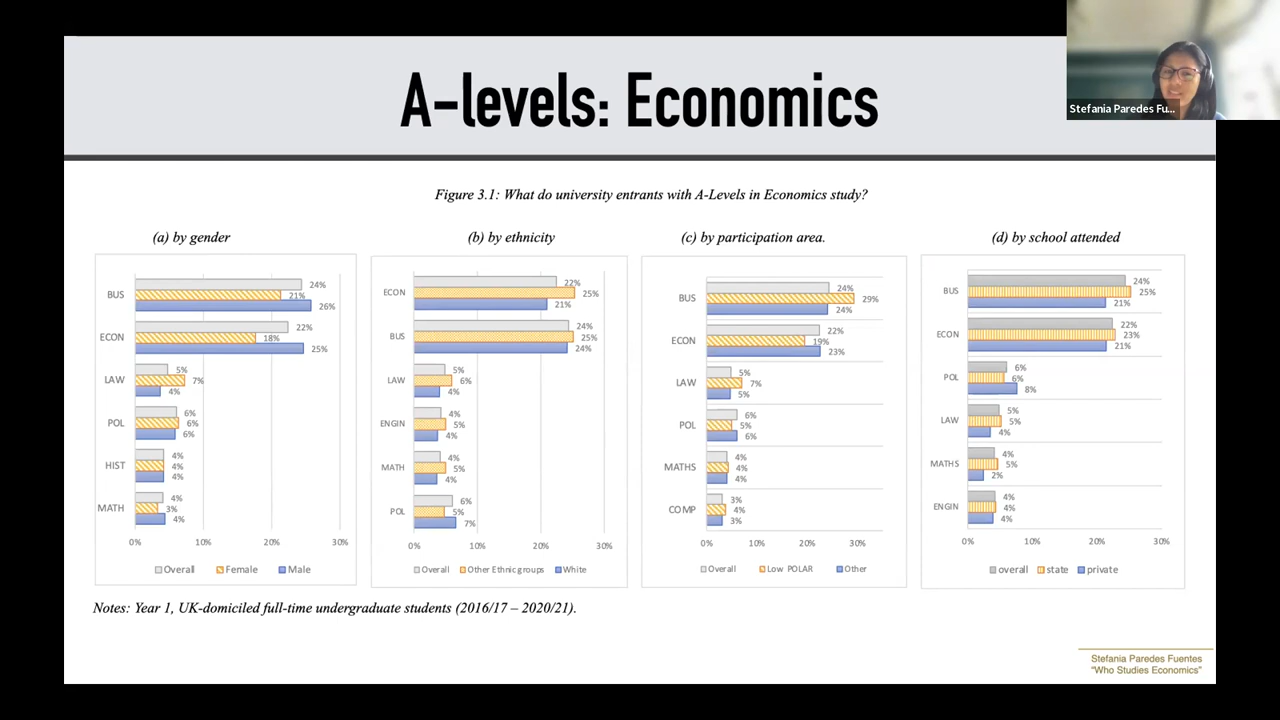 Stefania Paredes Fu...
A-levels: Economics
Figure 3.1: What do university entrants with A-Levels in Economics study?
(a) by gender
BUS
24%
21%
26%
ECON
22%
18%
25%
LAW
5%
7%
4%
POL
6%
6%
6%
HIST
4%
4%
4%
MATH
4%
3%
4%
0% 10% 20% 30%
Overall Female Male
(b) by ethnicity
ECON
22%
25%
21%
BUS
24%
25%
24%
LAW
5%
6%
4%
ENGIN
4%
5%
4%
MATH
4%
5%
4%
POL
6%
5%
7%
0% 10% 20% 30%
Overall Other Ethnic groups White
(c) by participation area.
BUS
24%
29%
24%
ECON
22%
19%
23%
LAW
5%
7%
5%
POL
6%
5%
6%
MATHS
4%
4%
4%
COMP
3%
4%
3%
0% 10% 20% 30%
Overall Low POLAR Other
(d) by school attended
BUS
24%
25%
21%
ECON
22%
23%
21%
POL
6%
6%
8%
LAW
5%
5%
4%
MATHS
4%
5%
2%
ENGIN
4%
4%
4%
0% 10% 20% 30%
overall state private
Notes: Year 1, UK-domiciled full-time undergraduate students (2016/17 – 2020/21).
Stefania Paredes Fuentes
"Who Studies Economics"